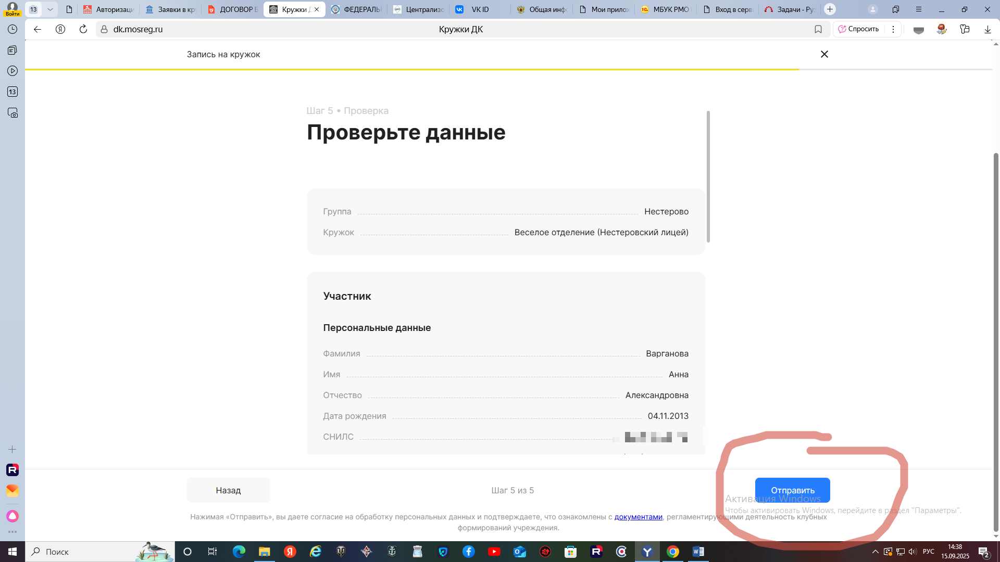 Войти
13
Авторизаци
Заявки в кр
ДОГОВОР Б
Кружки Д
ФЕДЕРАЛЬ
Централизо
VK ID
Общая инф
Мои прилож
МБУК РМО
Вход в серв
Задачи - Ру
dk.mosreg.ru
Кружки ДК
Спросить
13
Запись на кружок
Шаг 5 • Проверка
Проверьте данные
Группа Нестерово
Кружок Веселое отделение (Нестеровский лицей)
Участник
Персональные данные
Фамилия Варганова
Имя Анна
Отчество Александровна
Дата рождения 04.11.2013
СНИЛС
Назад
Шаг 5 из 5
Отправить
Активация Windows
Чтобы активировать Windows, перейдите в раздел "Параметры".
Нажимая «Отправить», вы даете согласие на обработку персональных данных и подтверждаете, что ознакомлены с документами, регламентирующими деятельность клубных
формирований учреждения.
Поиск
РУС
14:38
15.09.2025
2